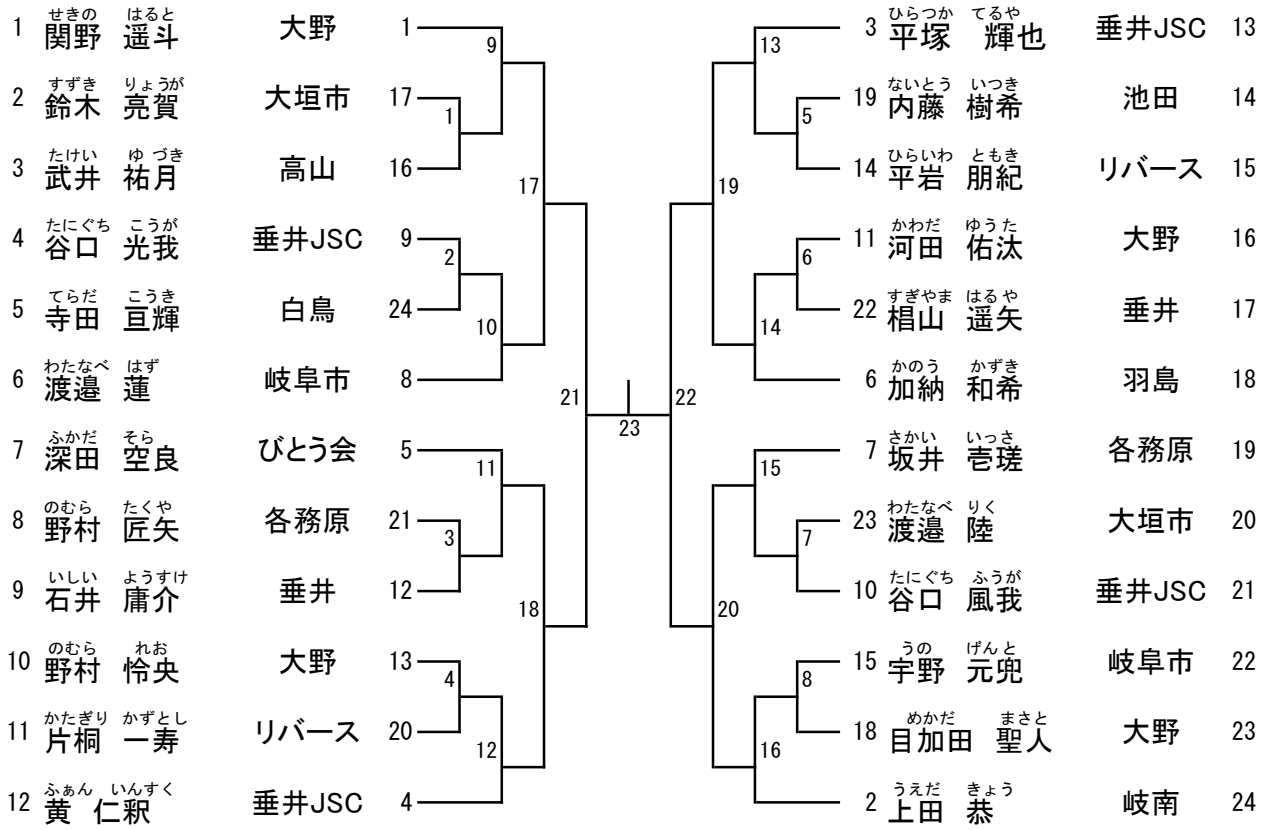 せきの はると
1 関野 遥斗 大野 1
すずき りょうが
2 鈴木 亮賀 大垣市 17
たけい ゆ づき
3 武井 祐月 高山 16
たにぐち こうが
4 谷口 光我 垂井JSC 9
てらだ こうき
5 寺田 亘輝 白鳥 24
わたなべ はず
6 渡邉 蓮 岐阜市 8
ふかだ そら
7 深田 空良 びとう会 5
のむら たくや
8 野村 匠矢 各務原 21
いしい ようすけ
9 石井 庸介 垂井 12
のむら れお
10 野村 怜央 大野 13
かたぎり かずとし
11 片桐 一寿 リバース 20
ふぁん いんすく
12 黄 仁釈 垂井JSC 4
9
1
17
2
10
21
11
3
18
4
12
23
22
13
5
19
6
14
15
7
20
8
16
ひらつか てるや
3 平塚 輝也 垂井JSC 13
ないとう いつき
19 内藤 樹希 池田 14
ひらいわ ともき
14 平岩 朋紀 リバース 15
かわだ ゆうた
11 河田 佑汰 大野 16
すぎやま はるや
22 椙山 遥矢 垂井 17
かのう かずき
6 加納 和希 羽島 18
さかい いっさ
7 坂井 壱瑳 各務原 19
わたなべ りく
23 渡邉 陸 大垣市 20
たにぐち ふうが
10 谷口 風我 垂井JSC 21
うの げんと
15 宇野 元兜 岐阜市 22
めかだ まさと
18 目加田 聖人 大野 23
うえだ きょう
2 上田 恭 岐南 24